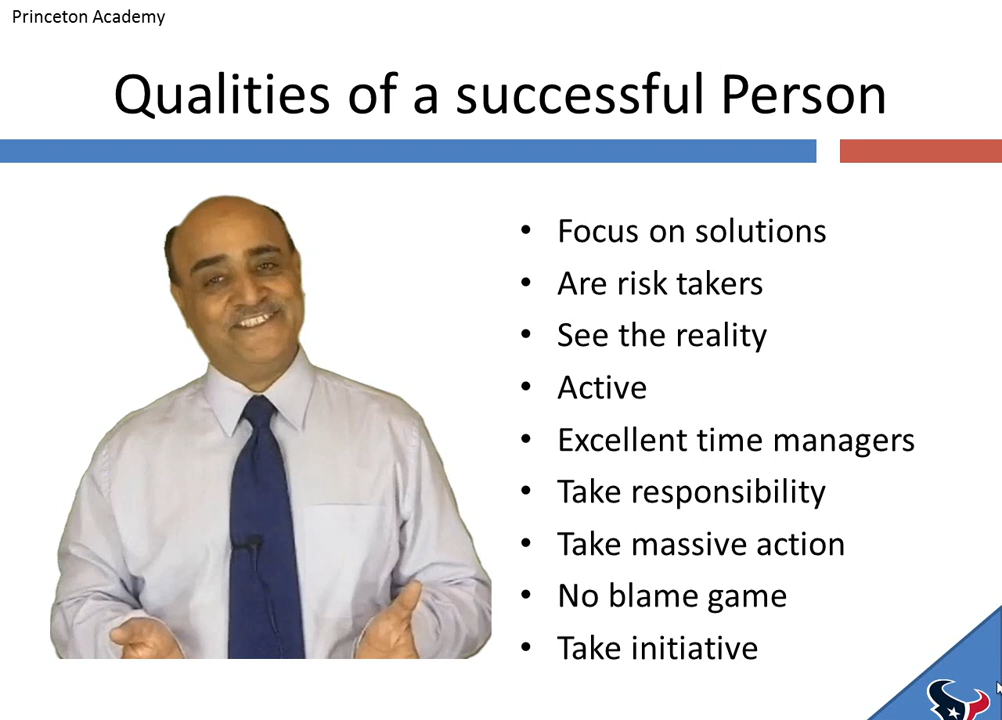 Princeton Academy
Qualities of a successful Person
• Focus on solutions
• Are risk takers
• See the reality
• Active
• Excellent time managers
• Take responsibility
• Take massive action
• No blame game
• Take initiative